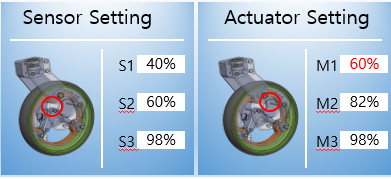 Sensor Setting
S1 40%
S2 60%
S3 98%
Actuator Setting
M1 60%
M2 82%
M3 98%